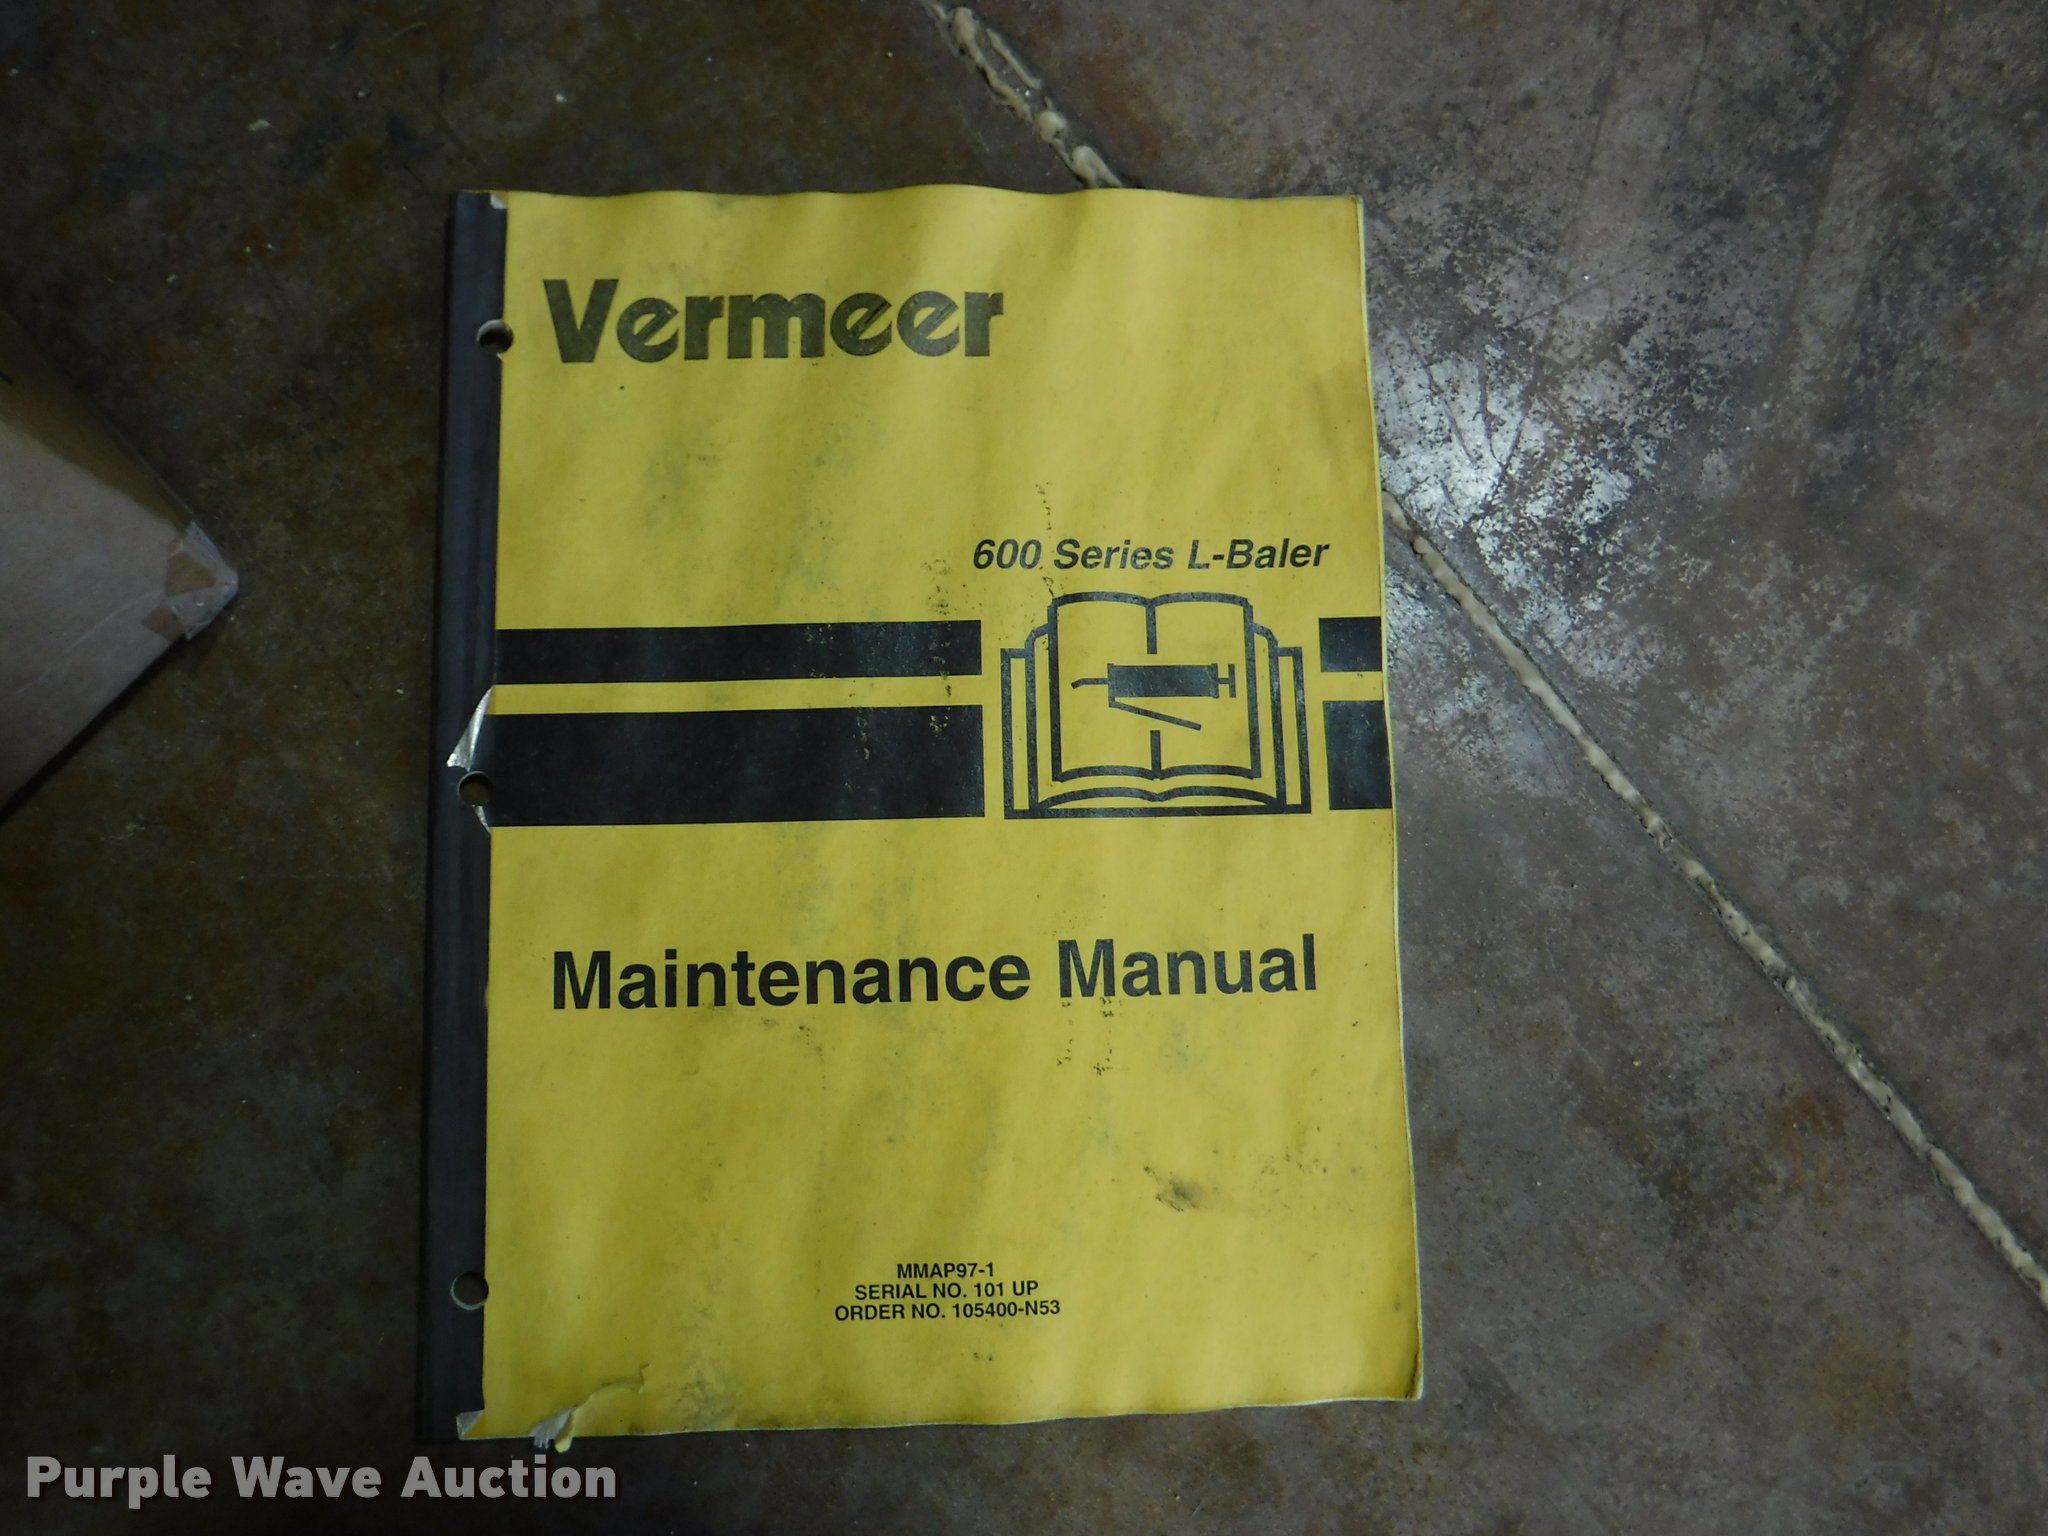 Vermeer
600 Series L-Baler
Maintenance Manual
MMAP97-1
SERIAL NO. 101 UP
ORDER NO. 105400-N53
Purple Wave Auction